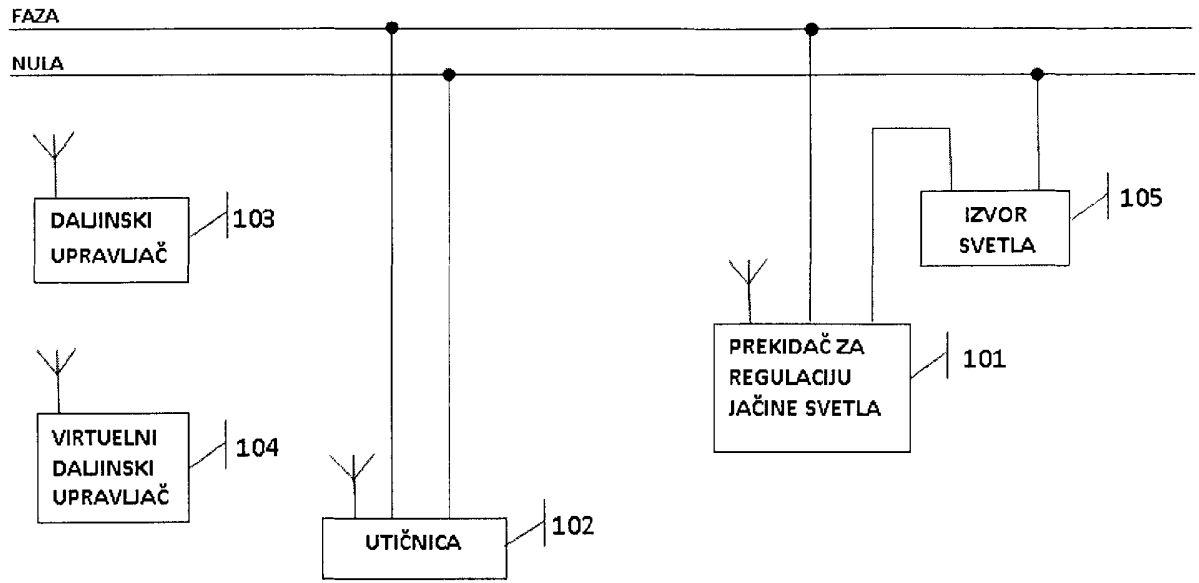 FAZA
NULA
DALJINSKI
UPRAVLJAČ
103
IZVOR
SVETLA
105
PREKIDAČ ZA
REGULACIJU
JAČINE SVETLA
101
VIRTUELNI
DALJINSKI
UPRAVLJAČ
104
UTIČNICA
102